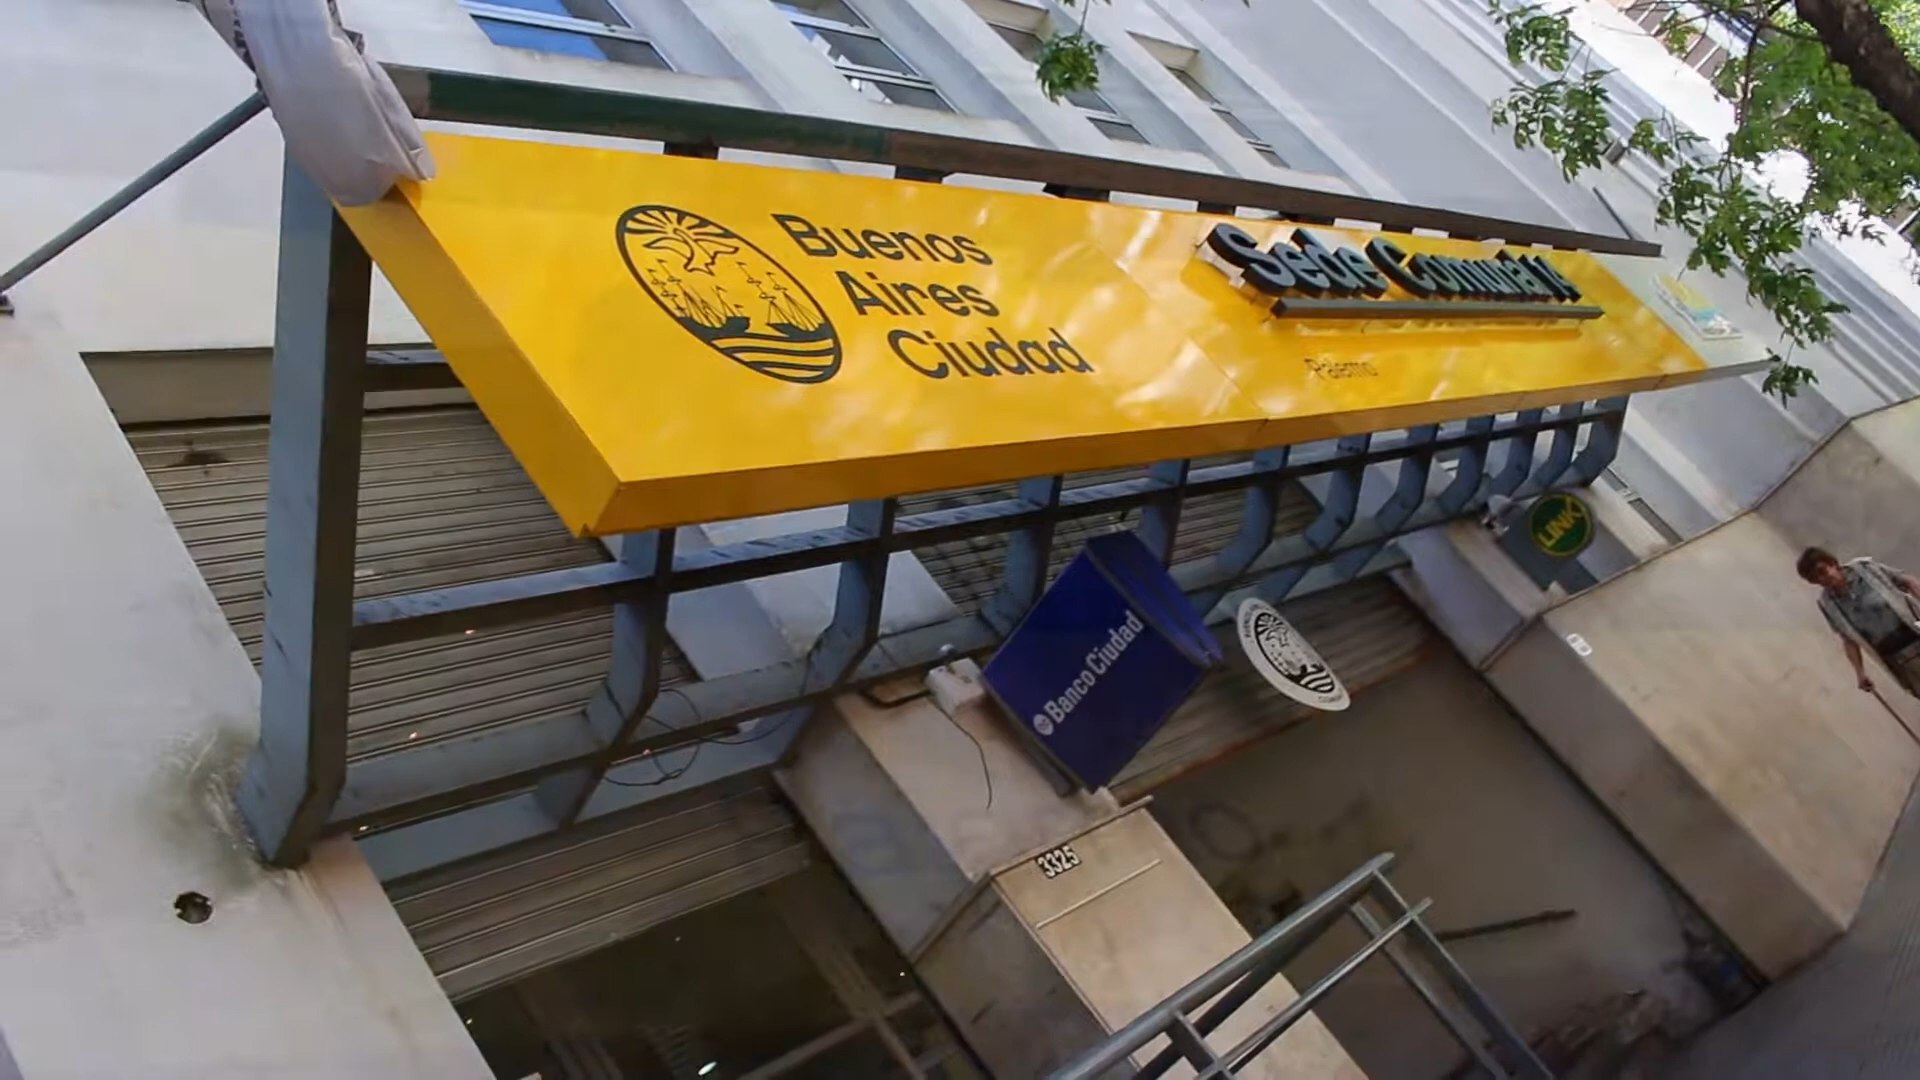 Buenos
Aires
Ciudad
Sede Comunal 14
Palermo
LINK
Banco Ciudad
3325